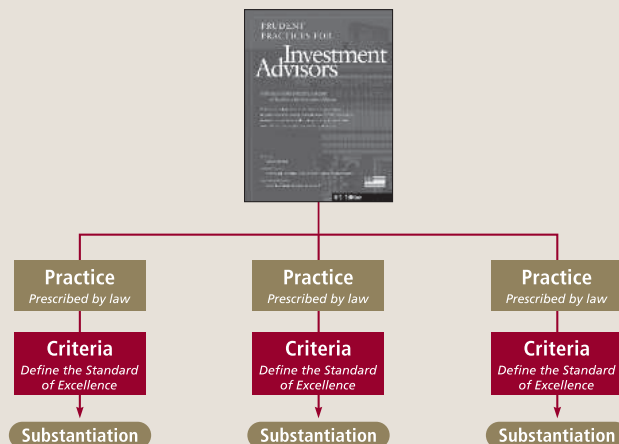 PRUDENT
PRACTICES FOR
Investment
Advisors
U.S. Edition
Practice
Prescribed by law
Practice
Prescribed by law
Practice
Prescribed by law
Criteria
Define the Standard
of Excellence
Criteria
Define the Standard
of Excellence
Criteria
Define the Standard
of Excellence
Substantiation
Substantiation
Substantiation